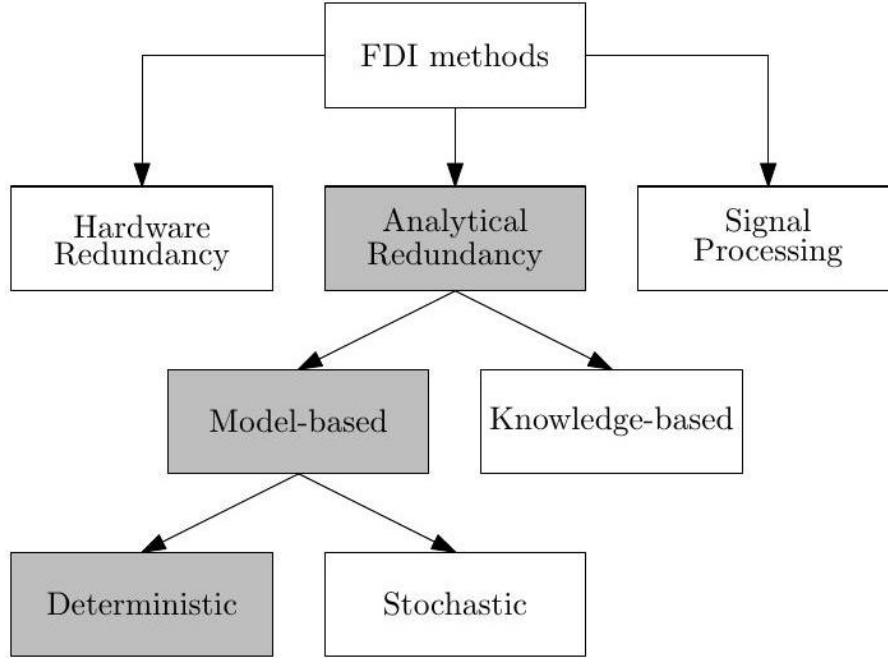 FDI methods
Hardware
Redundancy
Analytical
Redundancy
Signal
Processing
Model-based
Knowledge-based
Deterministic
Stochastic